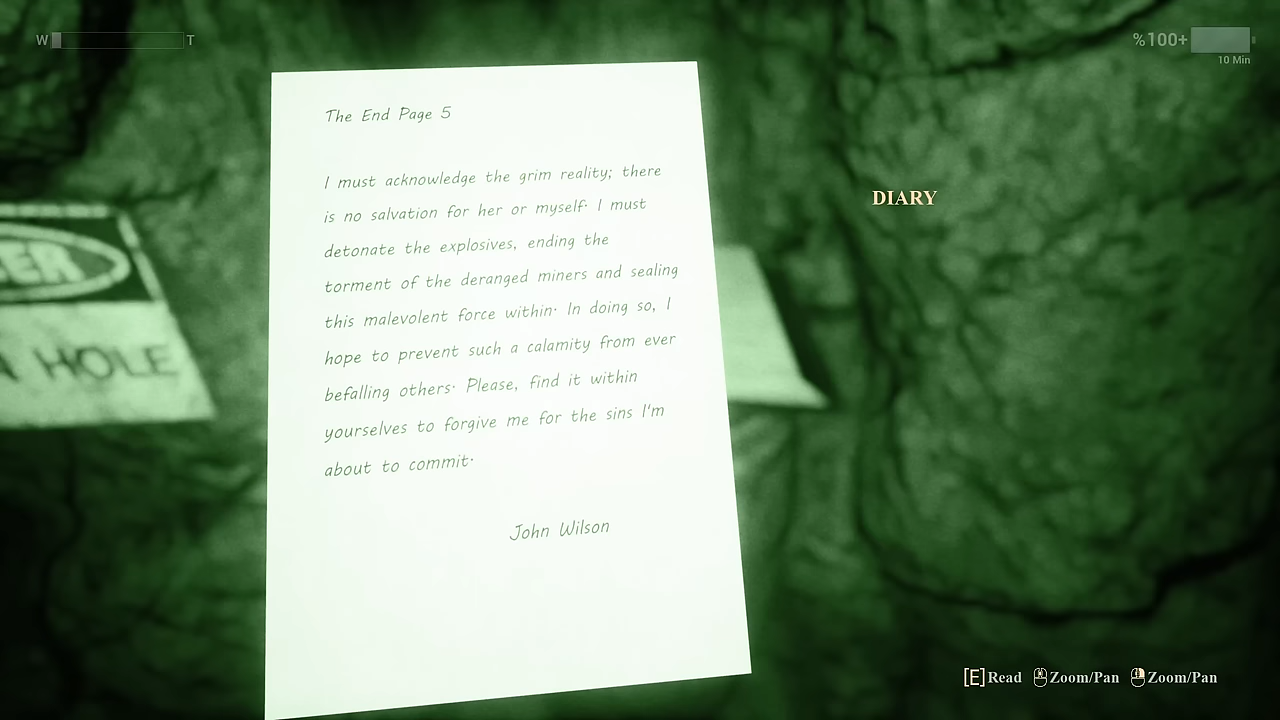 W T
%100+
10 Min
The End Page 5
I must acknowledge the grim reality; there
is no salvation for her or myself. I must
detonate the explosives, ending the
torment of the deranged miners and sealing
this malevolent force within. In doing so, I
hope to prevent such a calamity from ever
befalling others. Please, find it within
yourselves to forgive me for the sins I'm
about to commit.
John Wilson
DIARY
HOLE
[E]Read Zoom/Pan Zoom/Pan